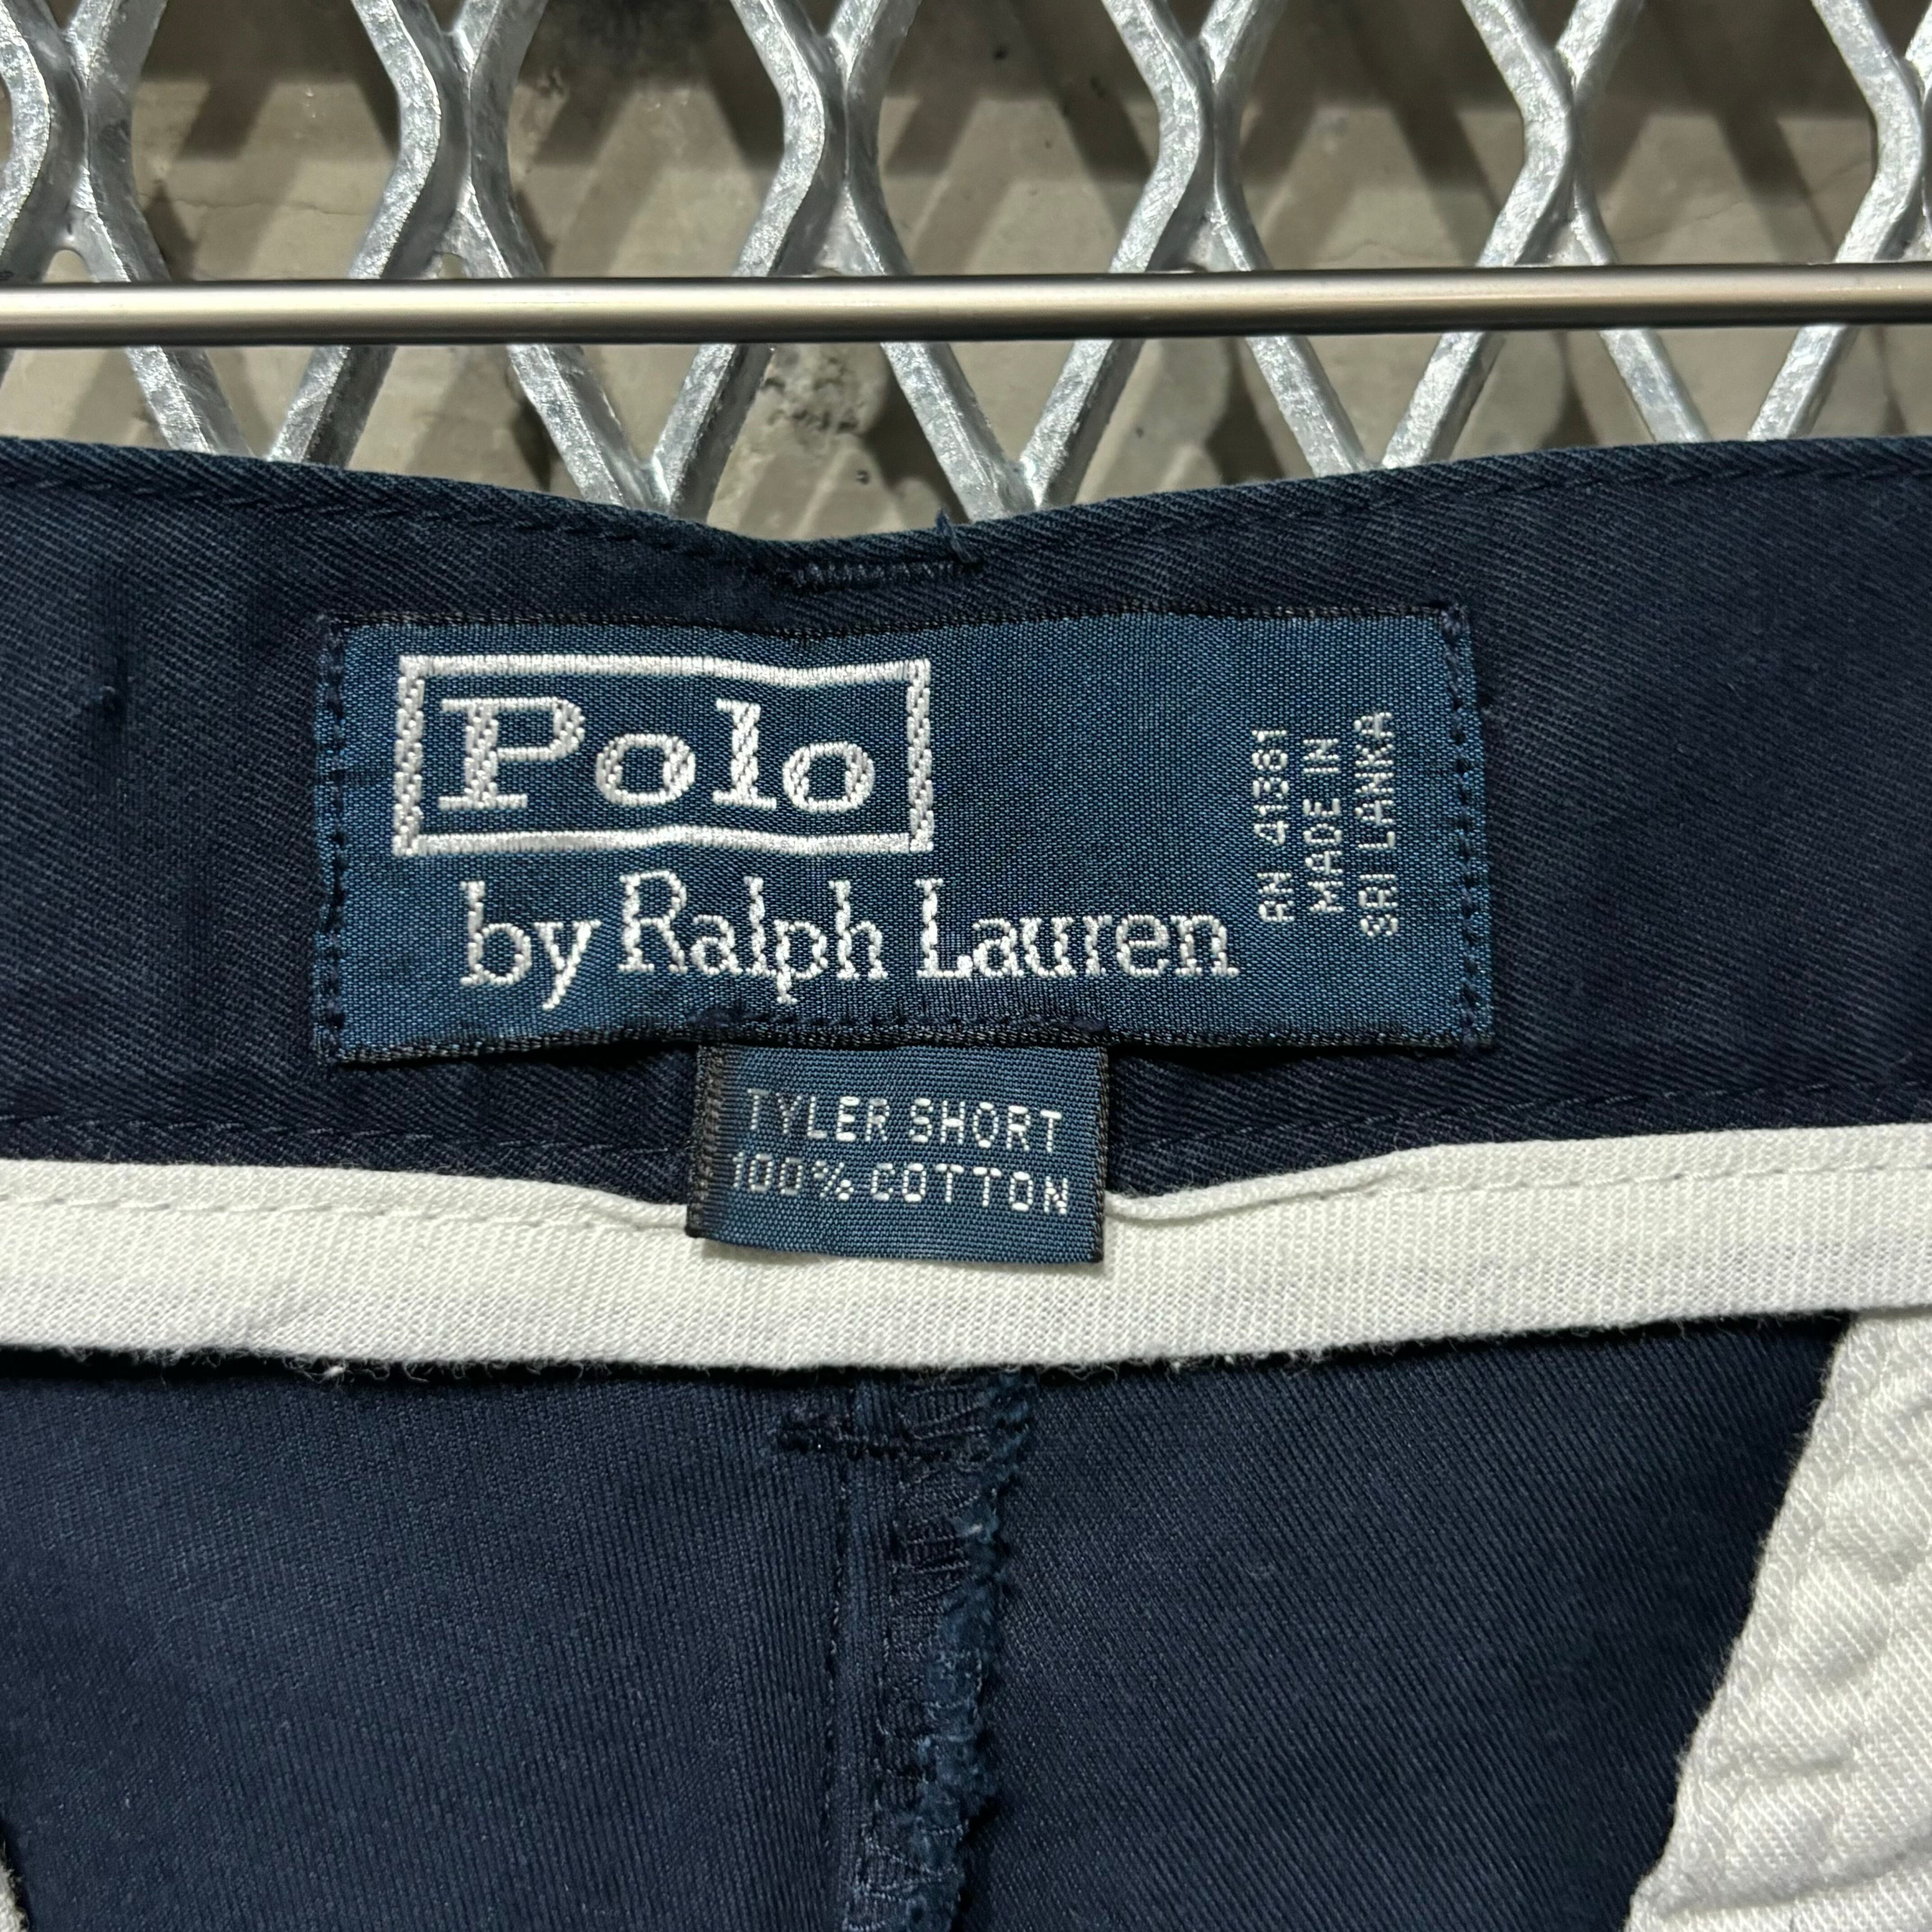 Polo
by Ralph Lauren
RN 41381
MADE IN
SRI LANKA
TYLER SHORT
100% COTTON